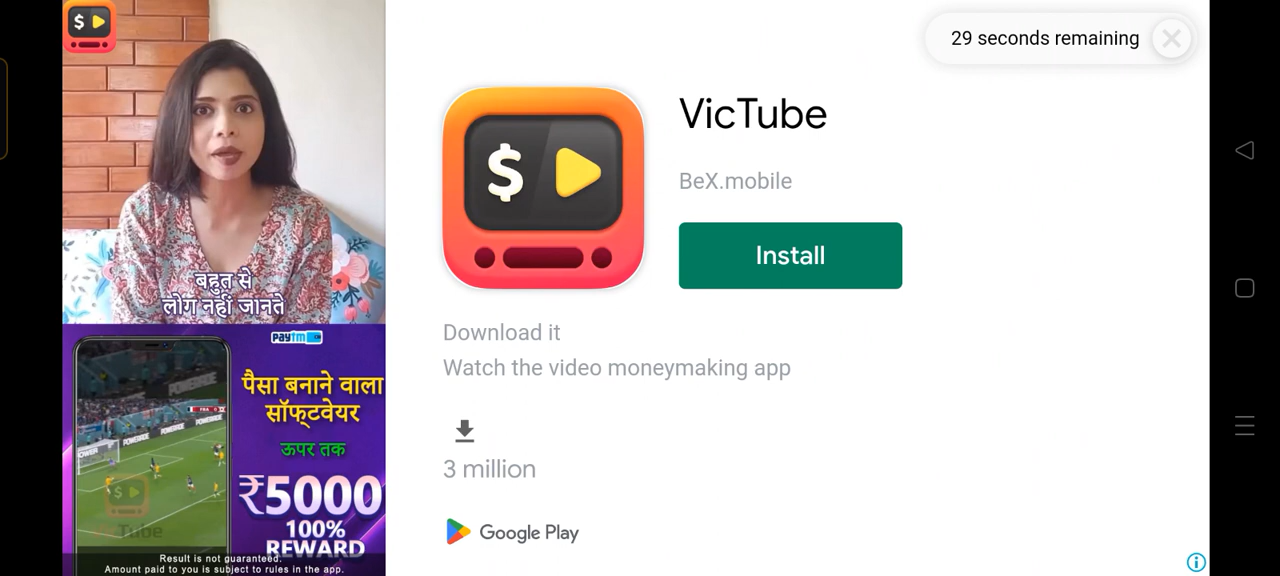 29 seconds remaining
$
VicTube
BeX.mobile
$
Install
बहुत से
लोग नहीं जानते
Download it
Watch the video moneymaking app
paytm
पैसा बनाने वाला
सॉफ्टवेयर
POWERADE
ऊपर तक
₹5000
100%
REWARD
3 million
$
VicTube
Google Play
Result is not guaranteed.
Amount paid to you is subject to rules in the app.